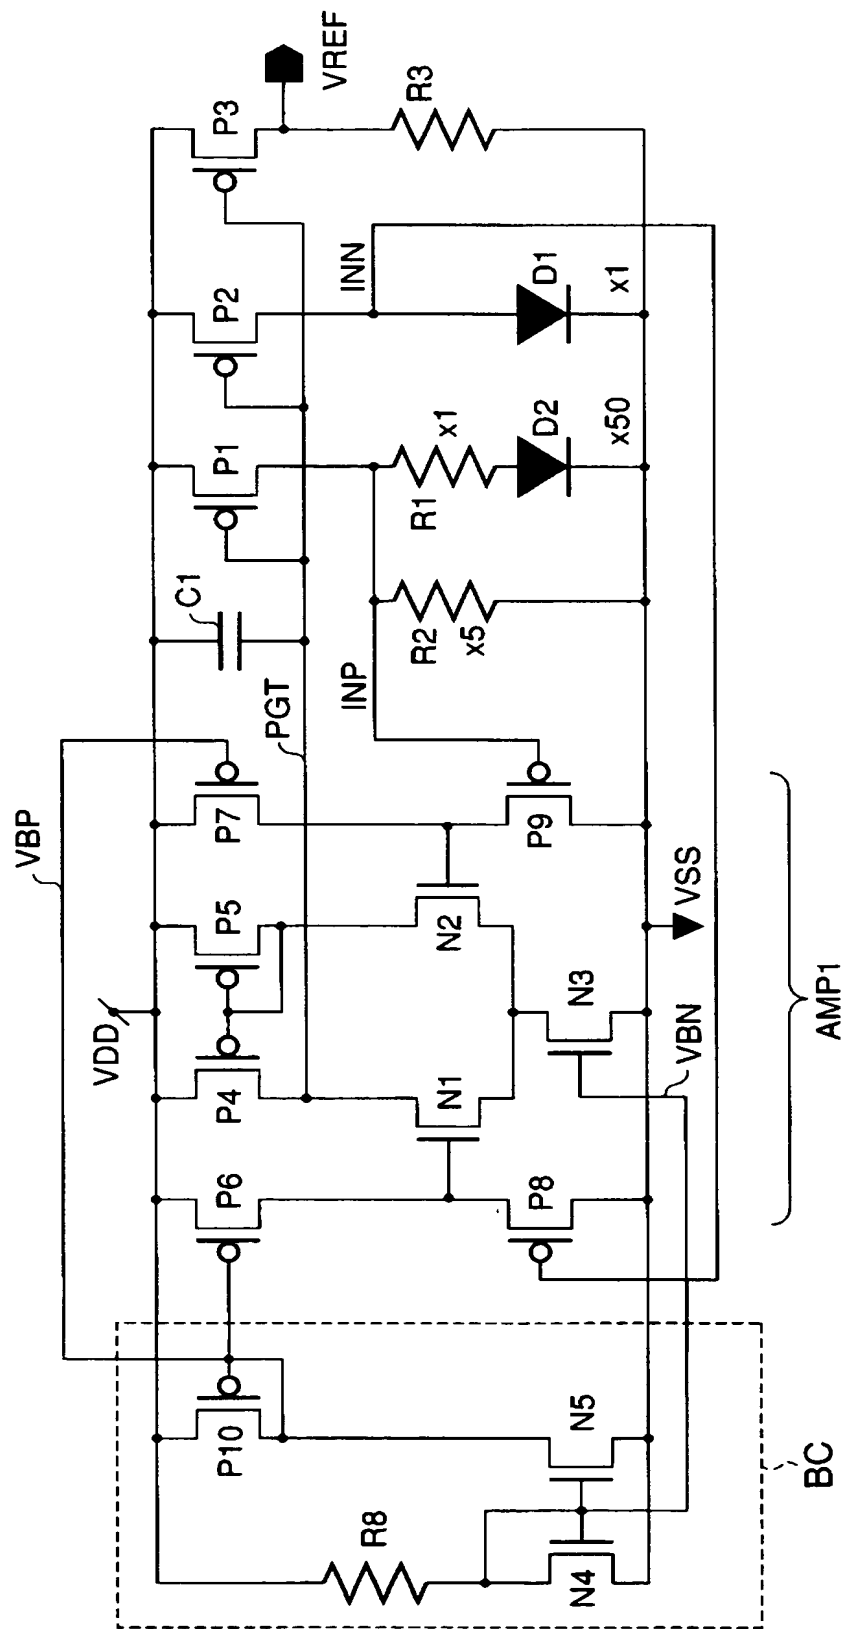 VBP
VDD
P10
P6
P4
P5
P7
C1
P1
P2
P3
VREF
PGT
INP
INN
R8
N1
N2
R2
x5
R1
x1
R3
N4
N5
P8
N3
P9
D2
x50
D1
x1
VBN
VSS
BC
AMP1